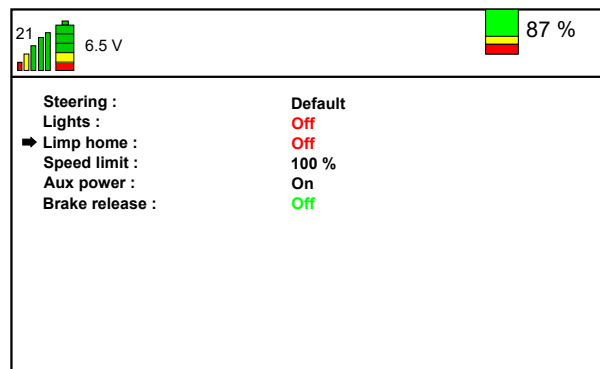 21
6.5 V
87 %
Steering : Default
Lights : Off
Limp home : Off
Speed limit : 100 %
Aux power : On
Brake release : Off